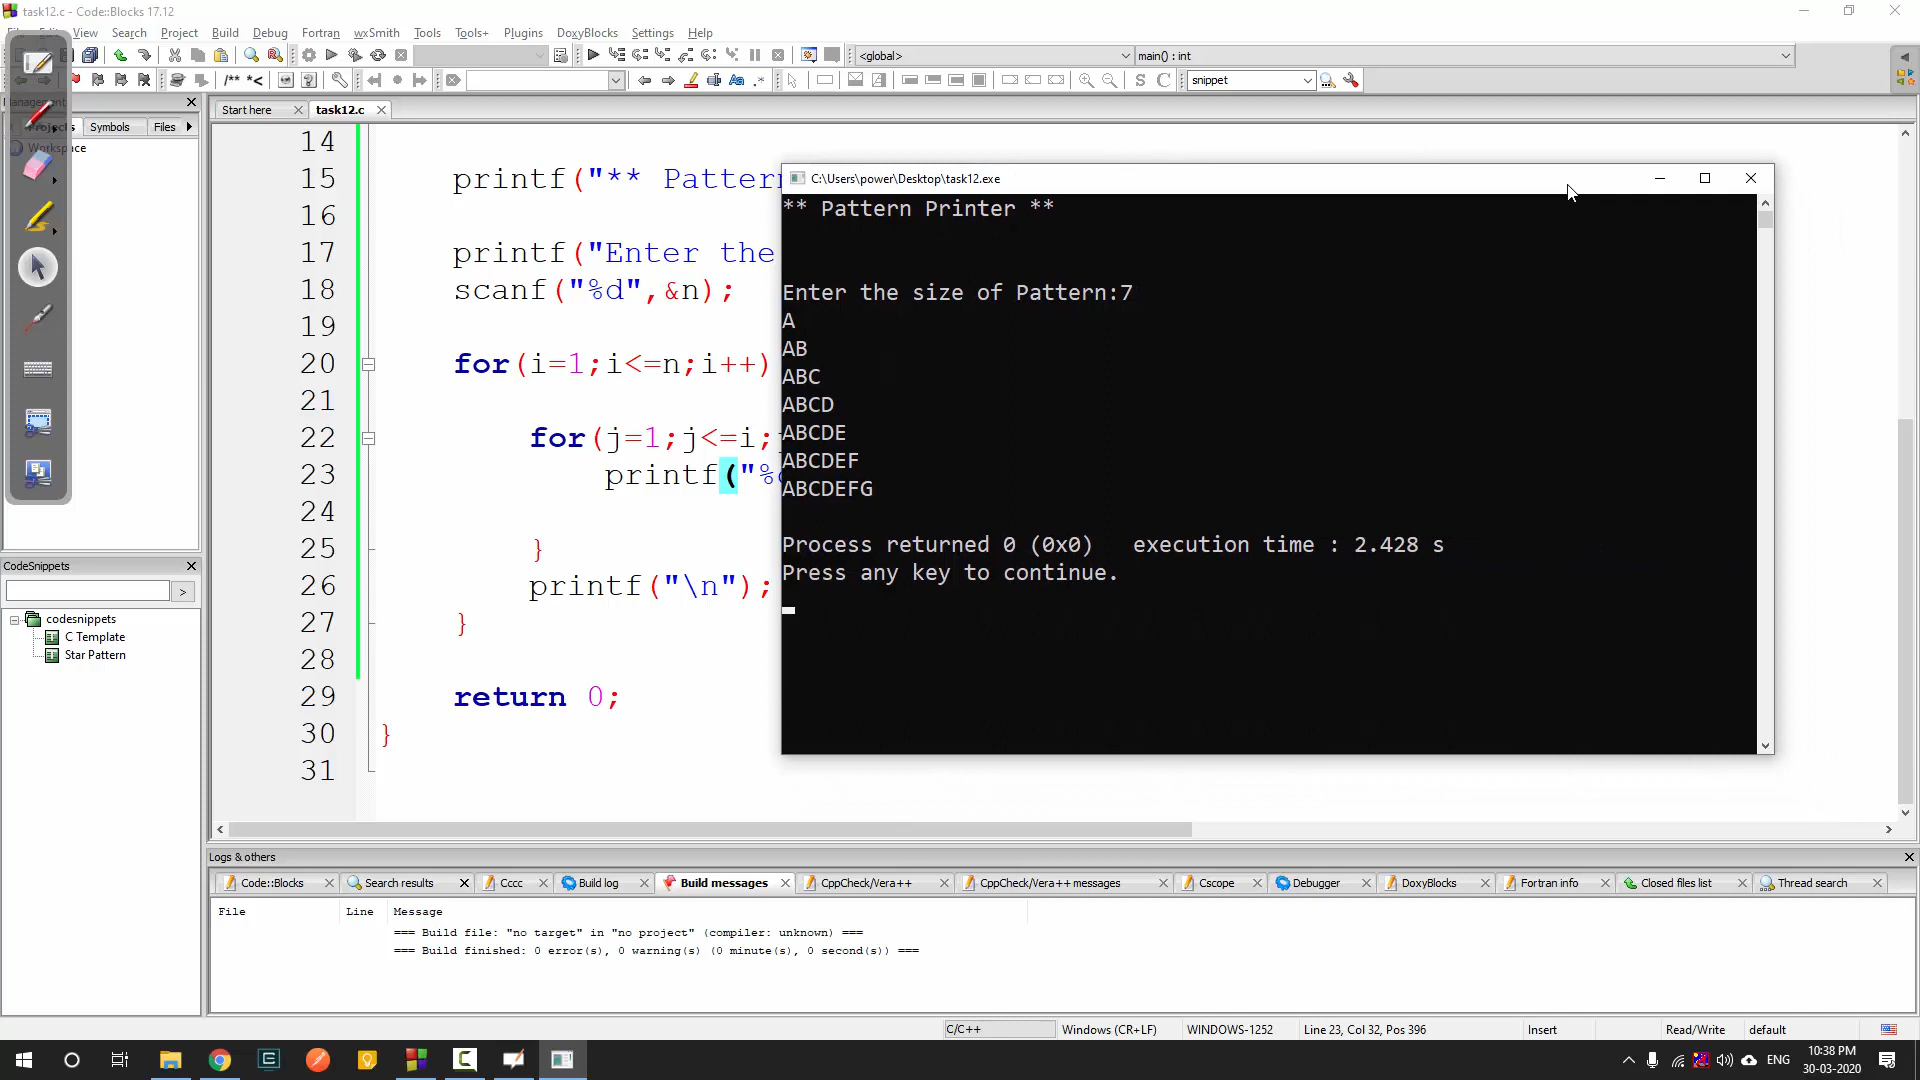 task12.c - Code::Blocks 17.12
View Search Project Build Debug Fortran wxSmith Tools Tools+ Plugins DoxyBlocks Settings Help
<global> main() : int
/** *< snippet
Management
Projects Symbols Files
Workspace
Start here task12.c
14
15 printf("** Pattern
16
17 printf("Enter the
18 scanf("%d",&n);
19
20 for(i=1;i<=n;i++)
21
22 for(j=1;j<=i;
23 printf("%c
24
25 }
26 printf("\n");
27 }
28
29 return 0;
30 }
31
C:\Users\power\Desktop\task12.exe
** Pattern Printer **
Enter the size of Pattern:7
A
AB
ABC
ABCD
ABCDE
ABCDEF
ABCDEFG
Process returned 0 (0x0) execution time : 2.428 s
Press any key to continue.
CodeSnippets
>
codesnippets
C Template
Star Pattern
Logs & others
Code::Blocks Search results Cccc Build log Build messages CppCheck/Vera++ CppCheck/Vera++ messages Cscope Debugger DoxyBlocks Fortran info Closed files list Thread search
File Line Message
=== Build file: "no target" in "no project" (compiler: unknown) ===
=== Build finished: 0 error(s), 0 warning(s) (0 minute(s), 0 second(s)) ===
C/C++ Windows (CR+LF) WINDOWS-1252 Line 23, Col 32, Pos 396 Insert Read/Write default
ENG
10:38 PM
30-03-2020